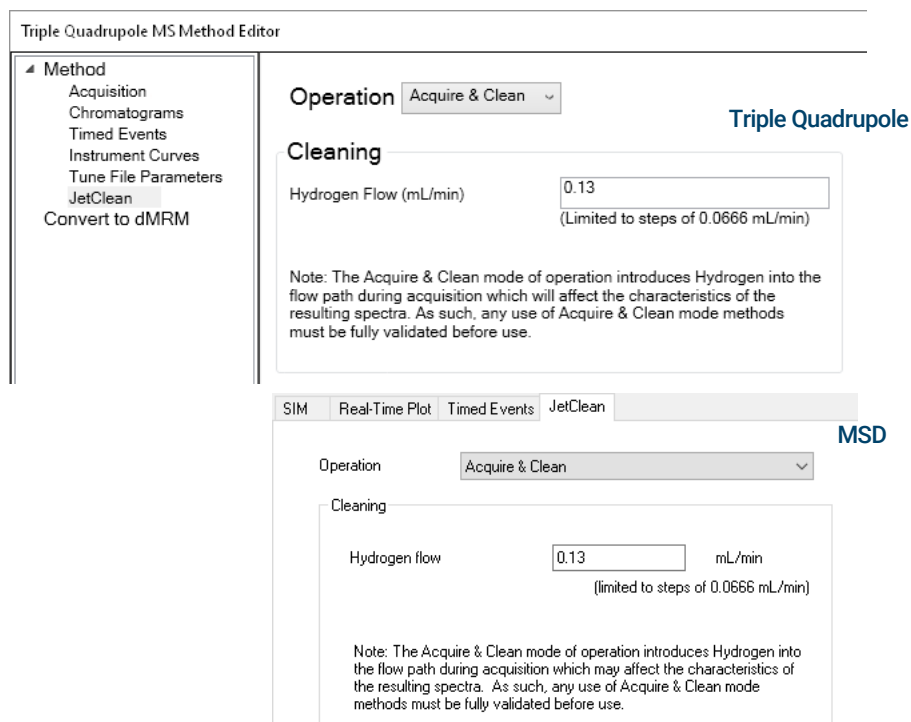 Triple Quadrupole MS Method Editor
Method
Acquisition
Chromatograms
Timed Events
Instrument Curves
Tune File Parameters
JetClean
Convert to dMRM
Operation Acquire & Clean
Triple Quadrupole
Cleaning
Hydrogen Flow (mL/min) 0.13
(Limited to steps of 0.0666 mL/min)
Note: The Acquire & Clean mode of operation introduces Hydrogen into the
flow path during acquisition which will affect the characteristics of the
resulting spectra. As such, any use of Acquire & Clean mode methods
must be fully validated before use.
SIM Real-Time Plot Timed Events JetClean
MSD
Operation Acquire & Clean
Cleaning
Hydrogen flow 0.13 mL/min
(limited to steps of 0.0666 mL/min)
Note: The Acquire & Clean mode of operation introduces Hydrogen into
the flow path during acquisition which may affect the characteristics of
the resulting spectra. As such, any use of Acquire & Clean mode
methods must be fully validated before use.